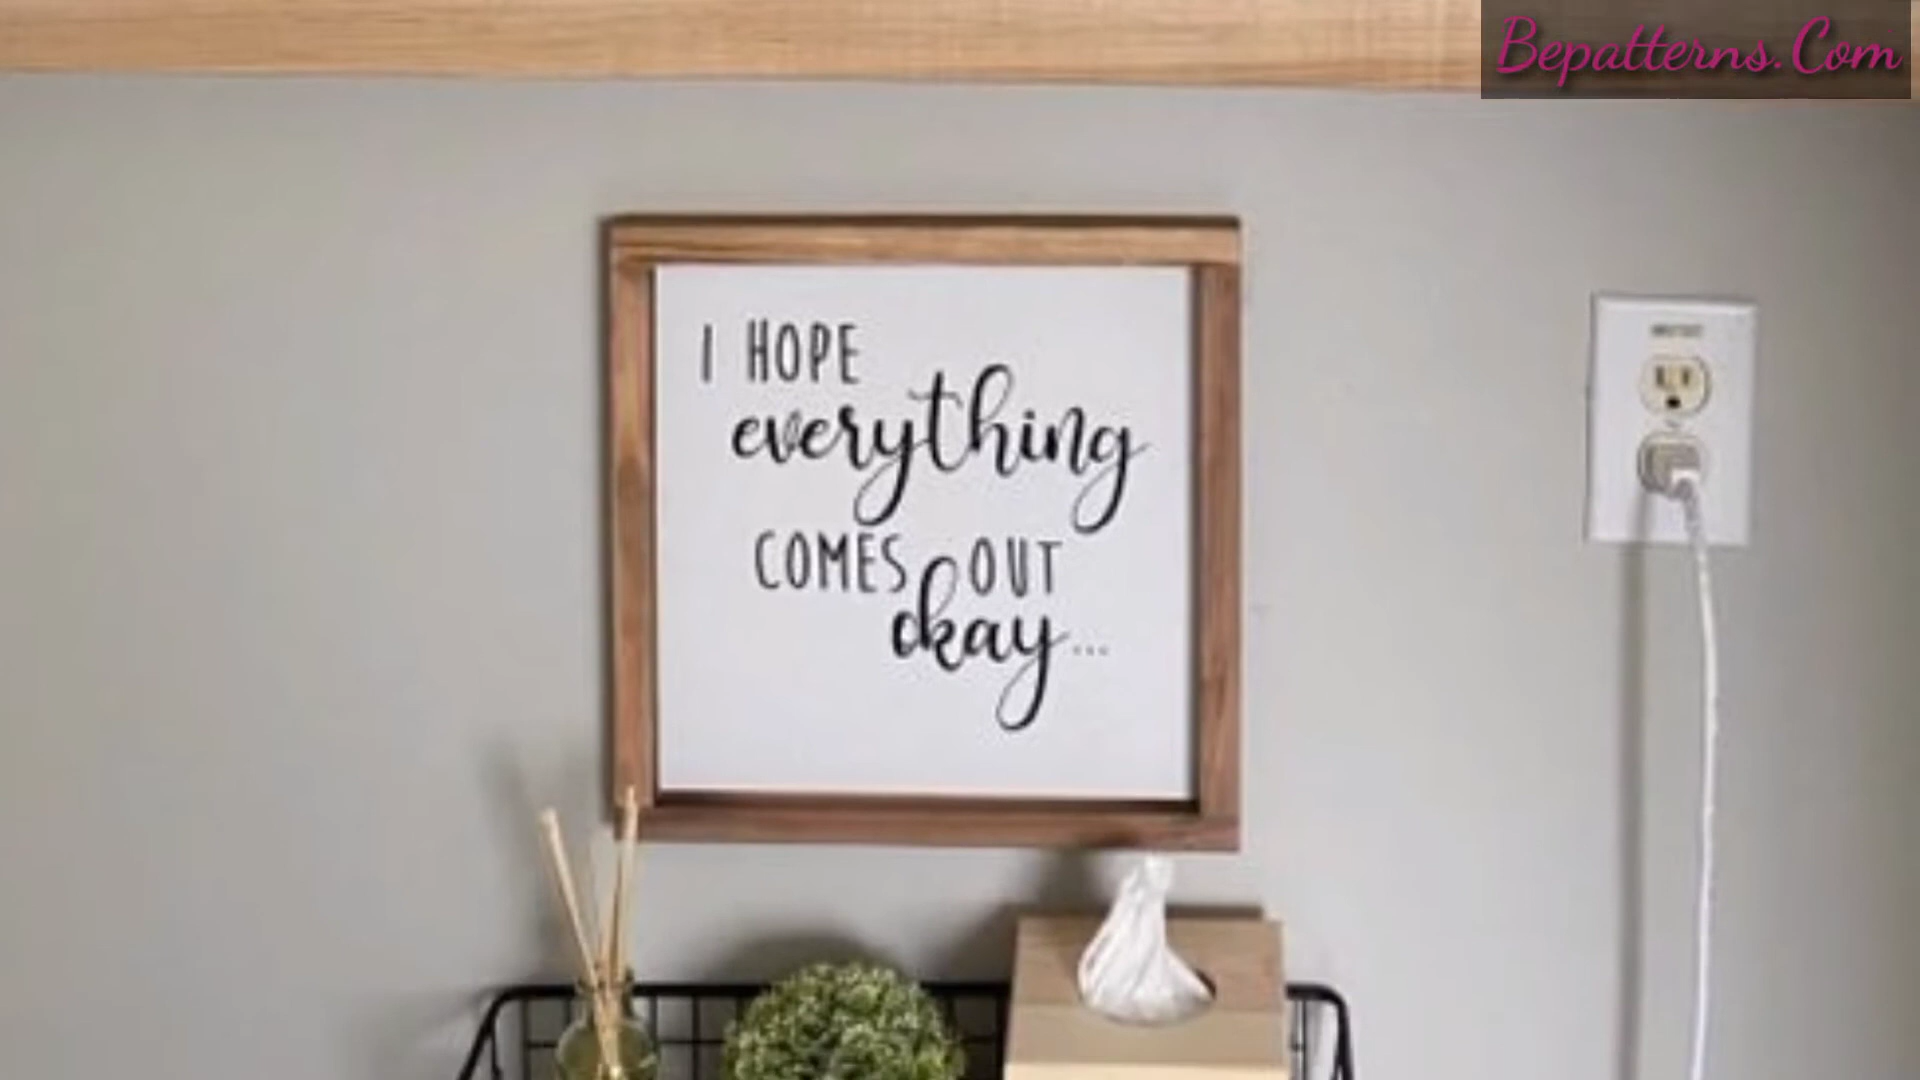 Bepatterns.Com
I HOPE
everything
COMES OUT
okay...